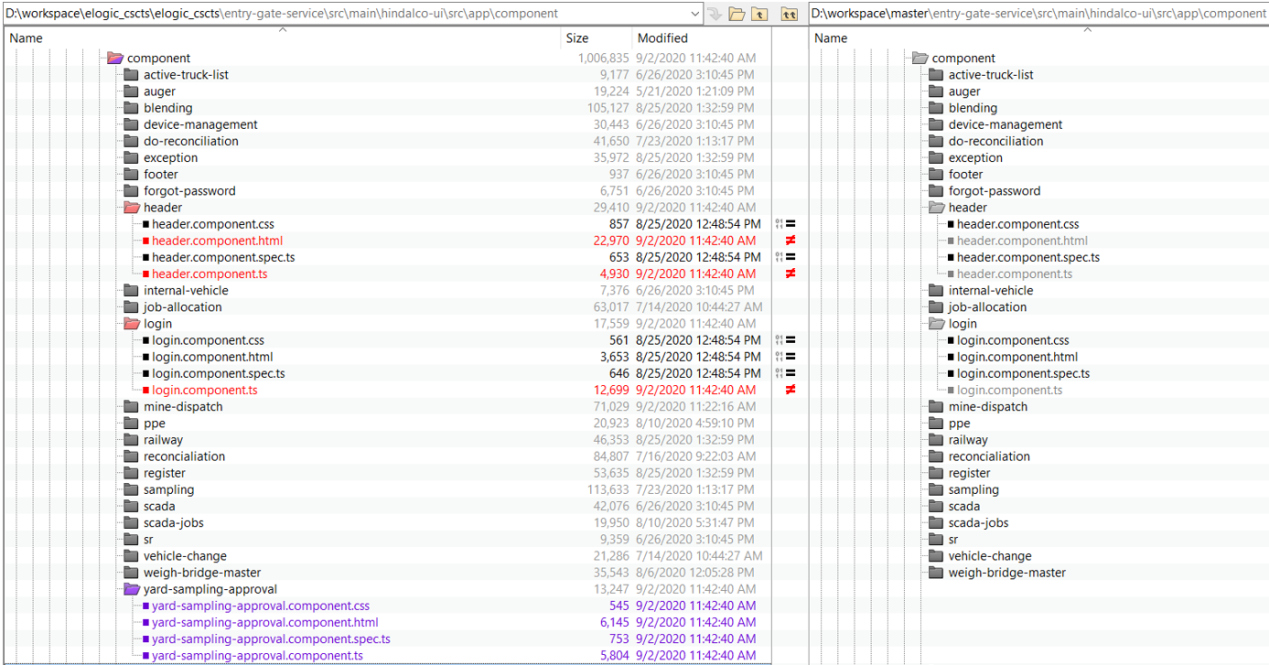 D:\workspace\elogic_cscts\elogic_cscts\entry-gate-service\src\main\hindalco-ui\src\app\component D:\workspace\master\entry-gate-service\src\main\hindalco-ui\src\app\component
Name Size Modified Name
component 1,006,835 9/2/2020 11:42:40 AM component
active-truck-list 9,177 6/26/2020 3:10:45 PM active-truck-list
auger 19,224 5/21/2020 1:21:09 PM auger
blending 105,127 8/25/2020 1:32:59 PM blending
device-management 30,443 6/26/2020 3:10:45 PM device-management
do-reconciliation 41,650 7/23/2020 1:13:17 PM do-reconciliation
exception 35,972 8/25/2020 1:32:59 PM exception
footer 937 6/26/2020 3:10:45 PM footer
forgot-password 6,751 6/26/2020 3:10:45 PM forgot-password
header 29,410 9/2/2020 11:42:40 AM header
header.component.css 857 8/25/2020 12:48:54 PM = header.component.css
header.component.html 22,970 9/2/2020 11:42:40 AM ≠ header.component.html
header.component.spec.ts 653 8/25/2020 12:48:54 PM = header.component.spec.ts
header.component.ts 4,930 9/2/2020 11:42:40 AM ≠ header.component.ts
internal-vehicle 7,376 6/26/2020 3:10:45 PM internal-vehicle
job-allocation 63,017 7/14/2020 10:44:27 AM job-allocation
login 17,559 9/2/2020 11:42:40 AM login
login.component.css 561 8/25/2020 12:48:54 PM = login.component.css
login.component.html 3,653 8/25/2020 12:48:54 PM = login.component.html
login.component.spec.ts 646 8/25/2020 12:48:54 PM = login.component.spec.ts
login.component.ts 12,699 9/2/2020 11:42:40 AM ≠ login.component.ts
mine-dispatch 71,029 9/2/2020 11:22:16 AM mine-dispatch
ppe 20,923 8/10/2020 4:59:10 PM ppe
railway 46,353 8/25/2020 1:32:59 PM railway
reconcialiation 84,807 7/16/2020 9:22:03 AM reconcialiation
register 53,635 8/25/2020 1:32:59 PM register
sampling 113,633 7/23/2020 1:13:17 PM sampling
scada 42,076 6/26/2020 3:10:45 PM scada
scada-jobs 19,950 8/10/2020 5:31:47 PM scada-jobs
sr 9,359 6/26/2020 3:10:45 PM sr
vehicle-change 21,286 7/14/2020 10:44:27 AM vehicle-change
weigh-bridge-master 35,543 8/6/2020 12:05:28 PM weigh-bridge-master
yard-sampling-approval 13,247 9/2/2020 11:42:40 AM
yard-sampling-approval.component.css 545 9/2/2020 11:42:40 AM
yard-sampling-approval.component.html 6,145 9/2/2020 11:42:40 AM
yard-sampling-approval.component.spec.ts 753 9/2/2020 11:42:40 AM
yard-sampling-approval.component.ts 5,804 9/2/2020 11:42:40 AM